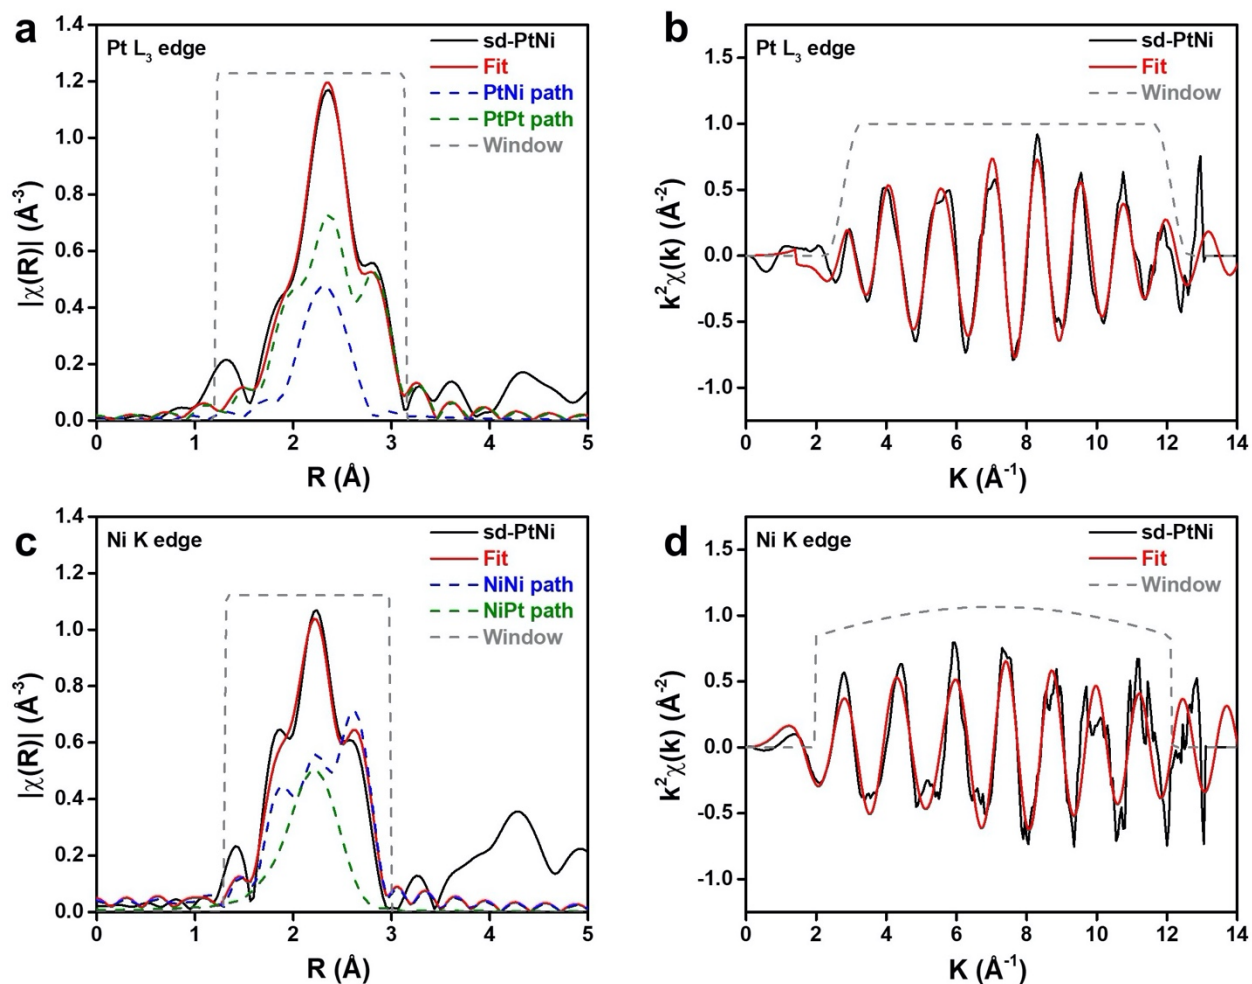 a
Pt L₃ edge
sd-PtNi
Fit
PtNi path
PtPt path
Window
1.4
1.2
1.0
0.8
0.6
0.4
0.2
0.0
|χ(R)| (Å⁻³)
0 1 2 3 4 5
R (Å)
b
Pt L₃ edge
sd-PtNi
Fit
Window
1.5
1.0
0.5
0.0
-0.5
-1.0
k²χ(k) (Å⁻²)
0 2 4 6 8 10 12 14
K (Å⁻¹)
c
Ni K edge
sd-PtNi
Fit
NiNi path
NiPt path
Window
1.4
1.2
1.0
0.8
0.6
0.4
0.2
0.0
|χ(R)| (Å⁻³)
0 1 2 3 4 5
R (Å)
d
Ni K edge
sd-PtNi
Fit
Window
1.5
1.0
0.5
0.0
-0.5
-1.0
k²χ(k) (Å⁻²)
0 2 4 6 8 10 12 14
K (Å⁻¹)